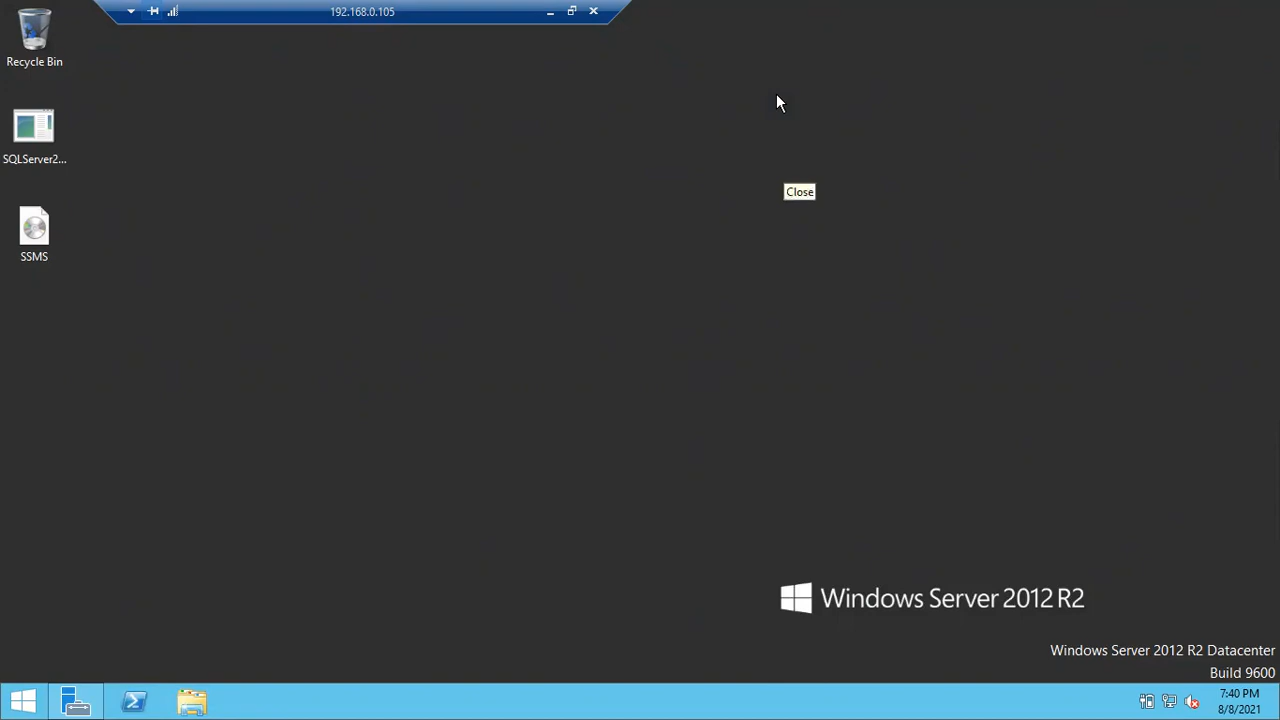 192.168.0.105
Recycle Bin
SQLServer2...
SSMS
Close
Windows Server 2012 R2
Windows Server 2012 R2 Datacenter
Build 9600
7:40 PM
8/8/2021